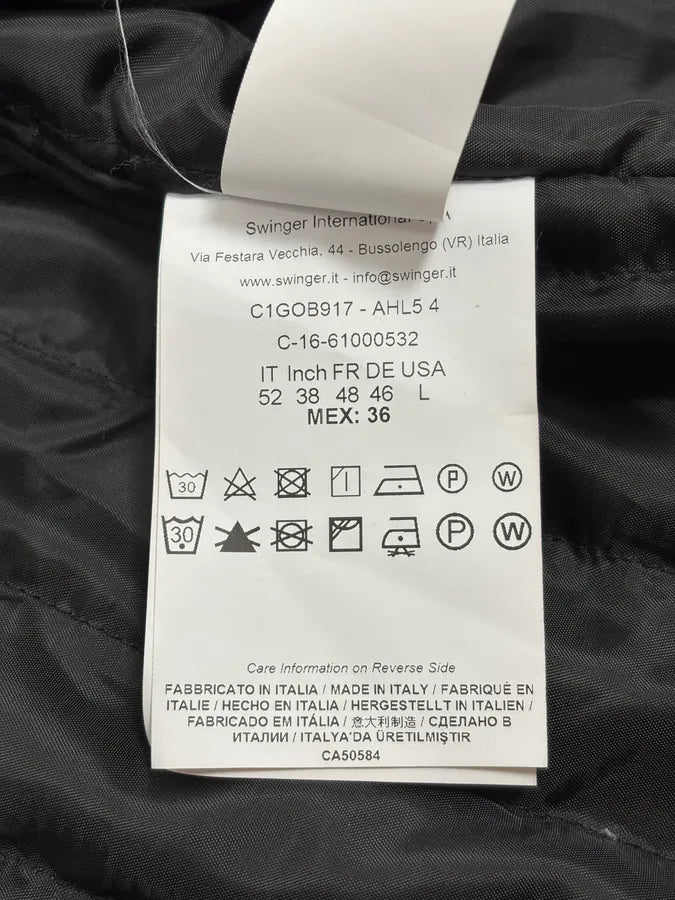 Swinger International
Via Festara Vecchia, 44 - Bussolengo (VR) Italia
www.swinger.it - info@swinger.it
C1GOB917 - AHL5 4
C-16-61000532
IT Inch FR DE USA
52 38 48 46 L
MEX: 36
30 P W
30 P W
Care Information on Reverse Side
FABBRICATO IN ITALIA / MADE IN ITALY / FABRIQUÉ EN
ITALIE / HECHO EN ITALIA / HERGESTELLT IN ITALIEN /
FABRICADO EM ITÁLIA / 意大利制造 / СДЕЛАНО В
ИТАЛИИ / ITALYA'DA ÜRETILMIŞTIR
CA50584